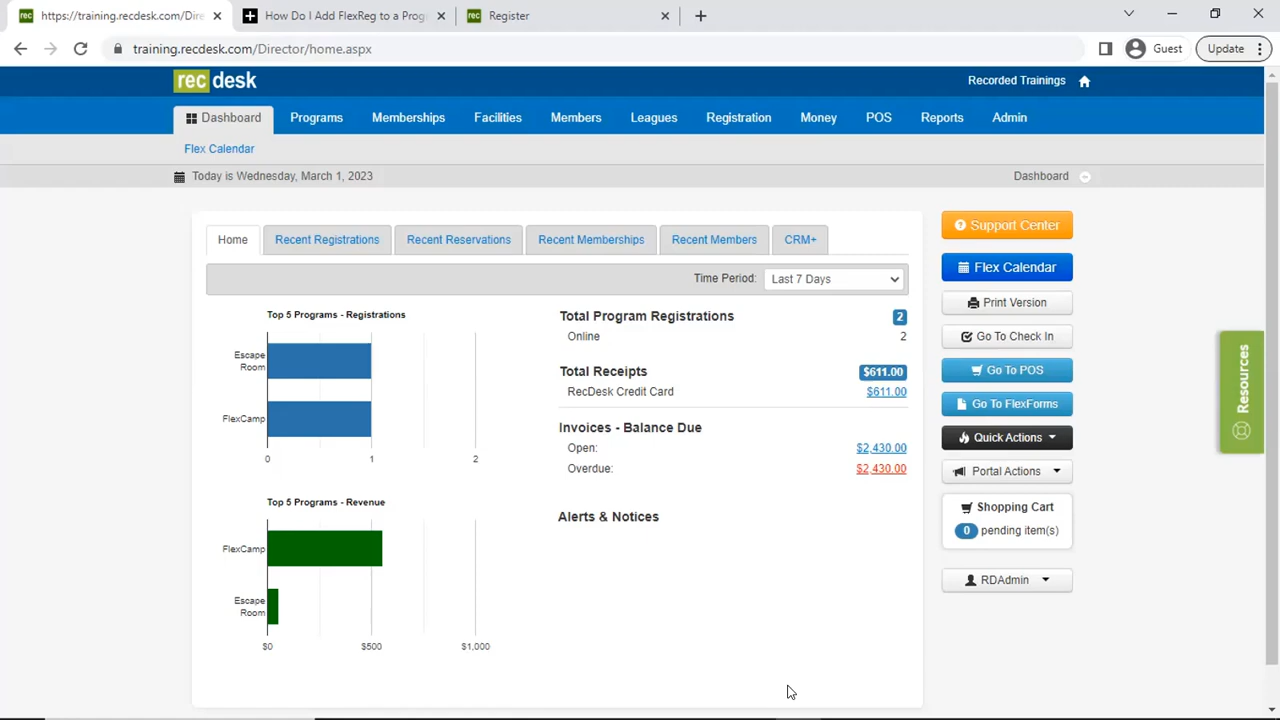 https://training.recdesk.com/Dire
How Do I Add FlexReg to a Prog
rec Register
training.recdesk.com/Director/home.aspx
Guest
Update
rec desk
Recorded Trainings
Dashboard Programs Memberships Facilities Members Leagues Registration Money POS Reports Admin
Flex Calendar
Today is Wednesday, March 1, 2023
Dashboard
Home Recent Registrations Recent Reservations Recent Memberships Recent Members CRM+
Time Period: Last 7 Days
Top 5 Programs - Registrations
Escape
Room
FlexCamp
0 1 2
Top 5 Programs - Revenue
FlexCamp
Escape
Room
$0 $500 $1,000
Total Program Registrations 2
Online 2
Total Receipts $611.00
RecDesk Credit Card $611.00
Invoices - Balance Due
Open: $2,430.00
Overdue: $2,430.00
Alerts & Notices
Support Center
Flex Calendar
Print Version
Go To Check In
Go To POS
Go To FlexForms
Quick Actions
Portal Actions
Shopping Cart
0 pending item(s)
RDAdmin
Resources